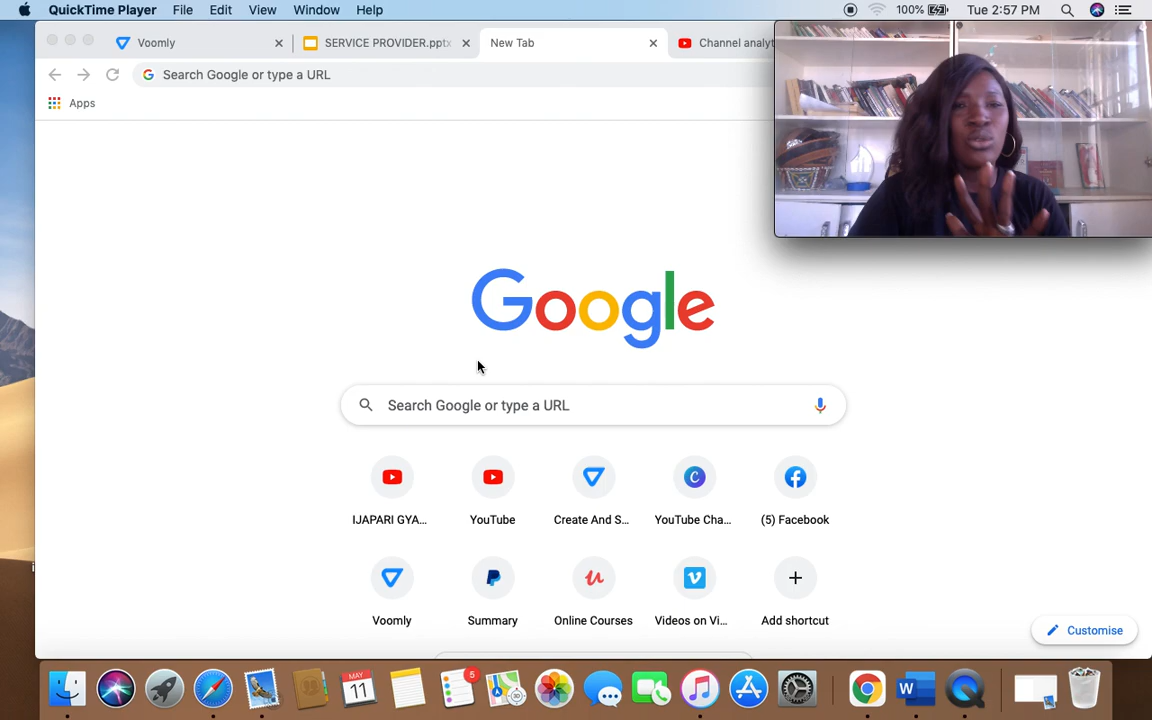 QuickTime Player File Edit View Window Help 100% Tue 2:57 PM
Voomly SERVICE PROVIDER.pptx New Tab Channel analyt
Search Google or type a URL
Apps
Google
Search Google or type a URL
IJAPARI GYA... YouTube Create And S... YouTube Cha... (5) Facebook
Voomly Summary Online Courses Videos on Vi... Add shortcut
Customise
5
MAY
11
W